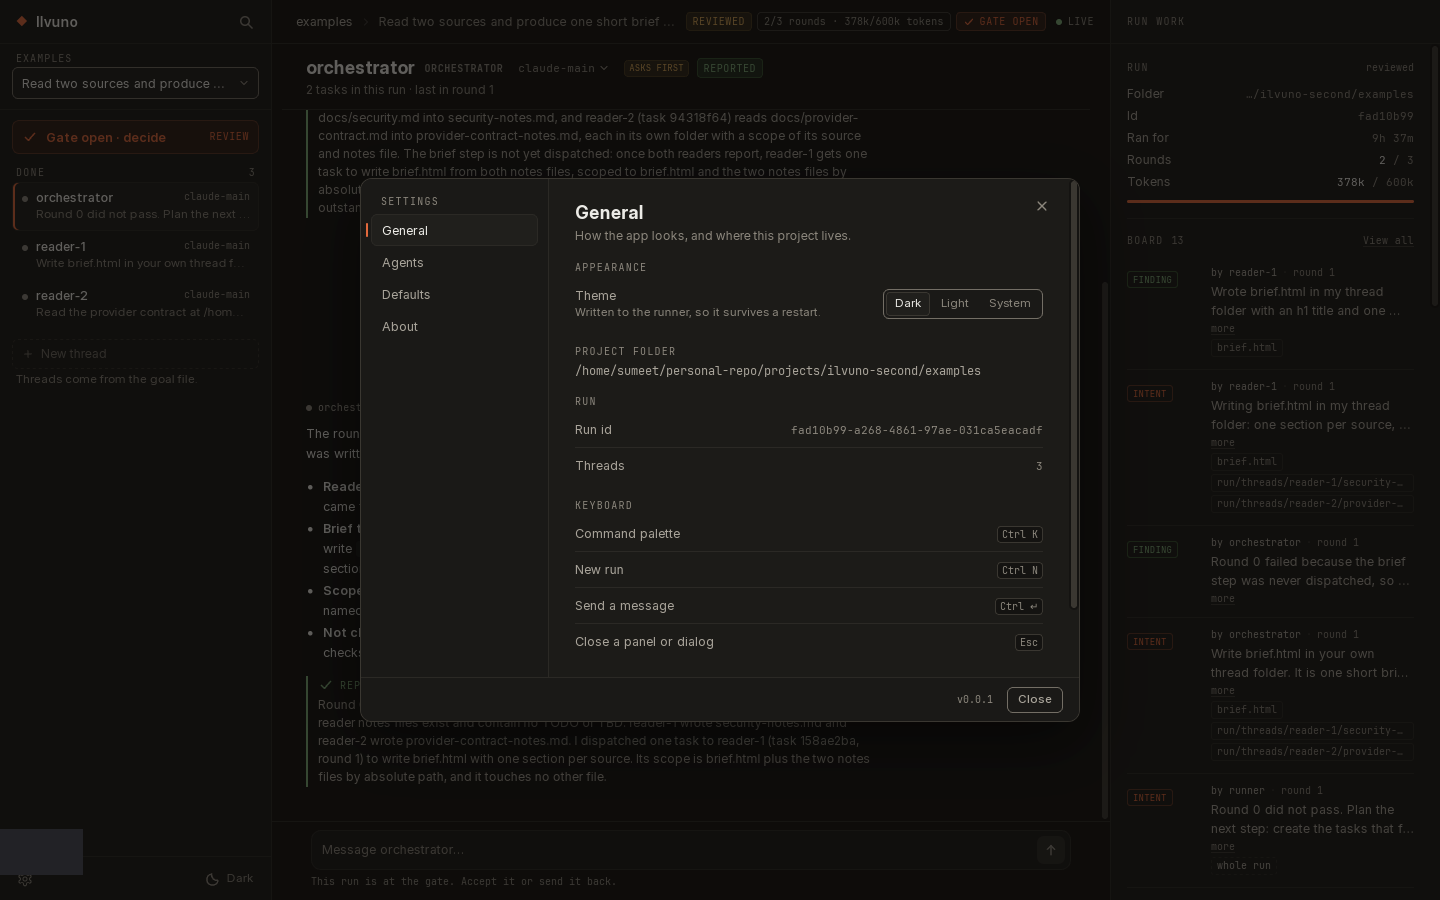 Ilvuno
EXAMPLES
Read two sources and produce ...
Gate open · decide REVIEW
DONE 3
orchestrator claude-main
Round 0 did not pass. Plan the next ...
reader-1 claude-main
Write brief.html in your own thread f...
reader-2 claude-main
Read the provider contract at /hom...
+ New thread
Threads come from the goal file.
Dark
examples > Read two sources and produce one short brief ... REVIEWED 2/3 rounds · 378k/600k tokens GATE OPEN LIVE
orchestrator ORCHESTRATOR claude-main ASKS FIRST REPORTED
2 tasks in this run · last in round 1
docs/security.md into security-notes.md, and reader-2 (task 94318f64) reads docs/provider-
contract.md into provider-contract-notes.md, each in its own folder with a scope of its source
and notes file. The brief step is not yet dispatched: once both readers report, reader-1 gets one
task to write brief.html from both notes files, scoped to brief.html and the two notes files by
absolut
outstan
orchest
The roun
was writt
• Reade
came
• Brief t
write
sectio
• Scope
named
• Not cl
checks
REP
Round
reader notes files exist and contain no TODO or TBD. reader-1 wrote security-notes.md and
reader-2 wrote provider-contract-notes.md. I dispatched one task to reader-1 (task 158ae2ba,
round 1) to write brief.html with one section per source. Its scope is brief.html plus the two notes
files by absolute path, and it touches no other file.
Message orchestrator...
This run is at the gate. Accept it or send it back.
SETTINGS
General
Agents
Defaults
About
General
How the app looks, and where this project lives.
APPEARANCE
Theme
Written to the runner, so it survives a restart.
Dark Light System
PROJECT FOLDER
/home/sumeet/personal-repo/projects/ilvuno-second/examples
RUN
Run id fad10b99-a268-4861-97ae-031ca5eacadf
Threads 3
KEYBOARD
Command palette Ctrl K
New run Ctrl N
Send a message Ctrl ↵
Close a panel or dialog Esc
v0.0.1 Close
RUN WORK
RUN reviewed
Folder …/ilvuno-second/examples
Id fad10b99
Ran for 9h 37m
Rounds 2 / 3
Tokens 378k / 600k
BOARD 13 View all
FINDING by reader-1 · round 1
Wrote brief.html in my thread
folder with an h1 title and one ...
more
brief.html
INTENT by reader-1 · round 1
Writing brief.html in my thread
folder: one section per source, ...
more
brief.html
run/threads/reader-1/security-…
run/threads/reader-2/provider-…
FINDING by orchestrator · round 1
Round 0 failed because the brief
step was never dispatched, so ...
more
INTENT by orchestrator · round 1
Write brief.html in your own
thread folder. It is one short bri...
more
brief.html
run/threads/reader-1/security-…
run/threads/reader-2/provider-…
INTENT by runner · round 1
Round 0 did not pass. Plan the
next step: create the tasks that f...
more
whole run